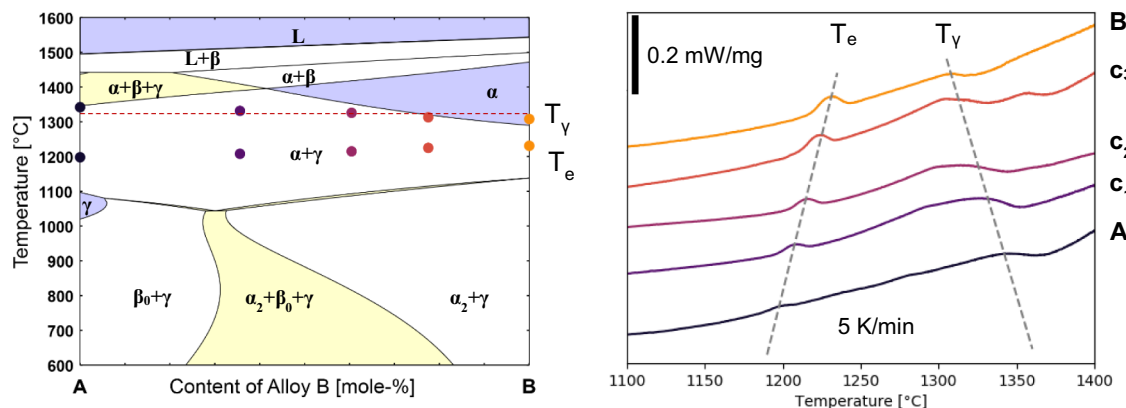 1600
1500
1400
1300
1200
1100
1000
900
800
700
600
Temperature [°C]
L
L+β
α+β
α+β+γ
α
α+γ
γ
β₀+γ
α₂+β₀+γ
α₂+γ
Tγ
Te
A
Content of Alloy B [mole-%]
B
0.2 mW/mg
Te
Tγ
B
c₃
c₂
A
5 K/min
1100
1150
1200
1250
1300
1350
1400
Temperature [°C]